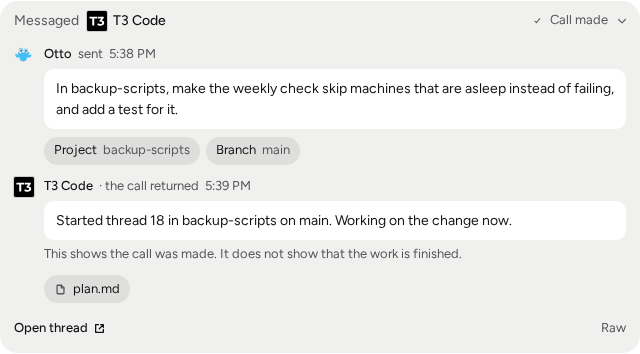 Messaged T3 T3 Code ✓ Call made
Otto sent 5:38 PM
In backup-scripts, make the weekly check skip machines that are asleep instead of failing,
and add a test for it.
Project backup-scripts Branch main
T3 T3 Code · the call returned 5:39 PM
Started thread 18 in backup-scripts on main. Working on the change now.
This shows the call was made. It does not show that the work is finished.
plan.md
Open thread Raw